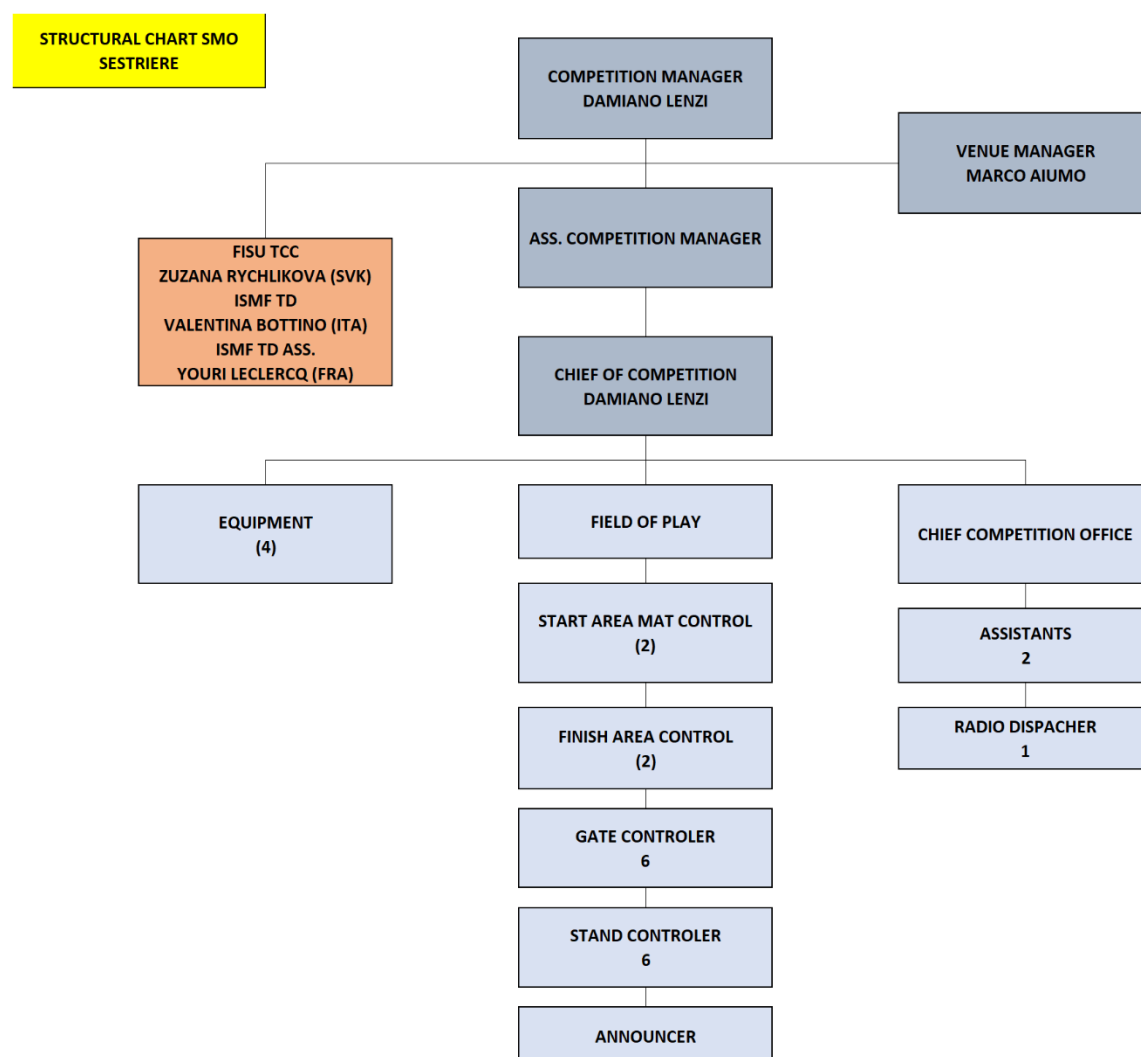 STRUCTURAL CHART SMO
SESTRIERE
COMPETITION MANAGER
DAMIANO LENZI
VENUE MANAGER
MARCO AIUMO
ASS. COMPETITION MANAGER
FISU TCC
ZUZANA RYCHLIKOVA (SVK)
ISMF TD
VALENTINA BOTTINO (ITA)
ISMF TD ASS.
YOURI LECLERCQ (FRA)
CHIEF OF COMPETITION
DAMIANO LENZI
EQUIPMENT
(4)
FIELD OF PLAY
CHIEF COMPETITION OFFICE
START AREA MAT CONTROL
(2)
ASSISTANTS
2
FINISH AREA CONTROL
(2)
RADIO DISPACHER
1
GATE CONTROLER
6
STAND CONTROLER
6
ANNOUNCER